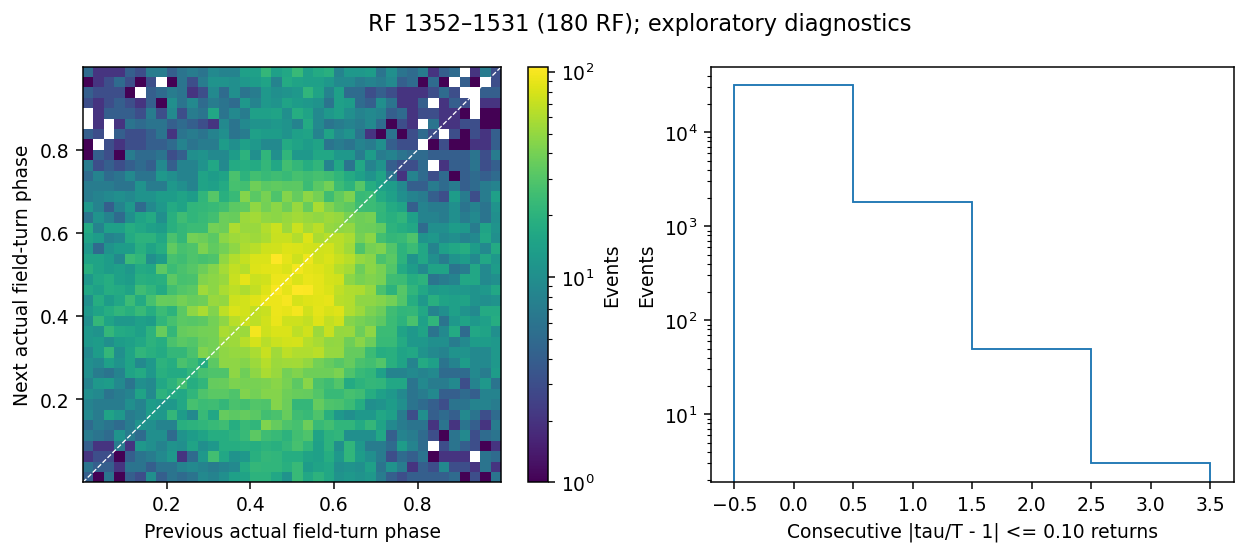 RF 1352–1531 (180 RF); exploratory diagnostics
Next actual field-turn phase
0.8
0.6
0.4
0.2
0.2 0.4 0.6 0.8
Previous actual field-turn phase
10²
10¹
10⁰
Events
Events
10⁴
10³
10²
10¹
−0.5 0.0 0.5 1.0 1.5 2.0 2.5 3.0 3.5
Consecutive |tau/T - 1| <= 0.10 returns